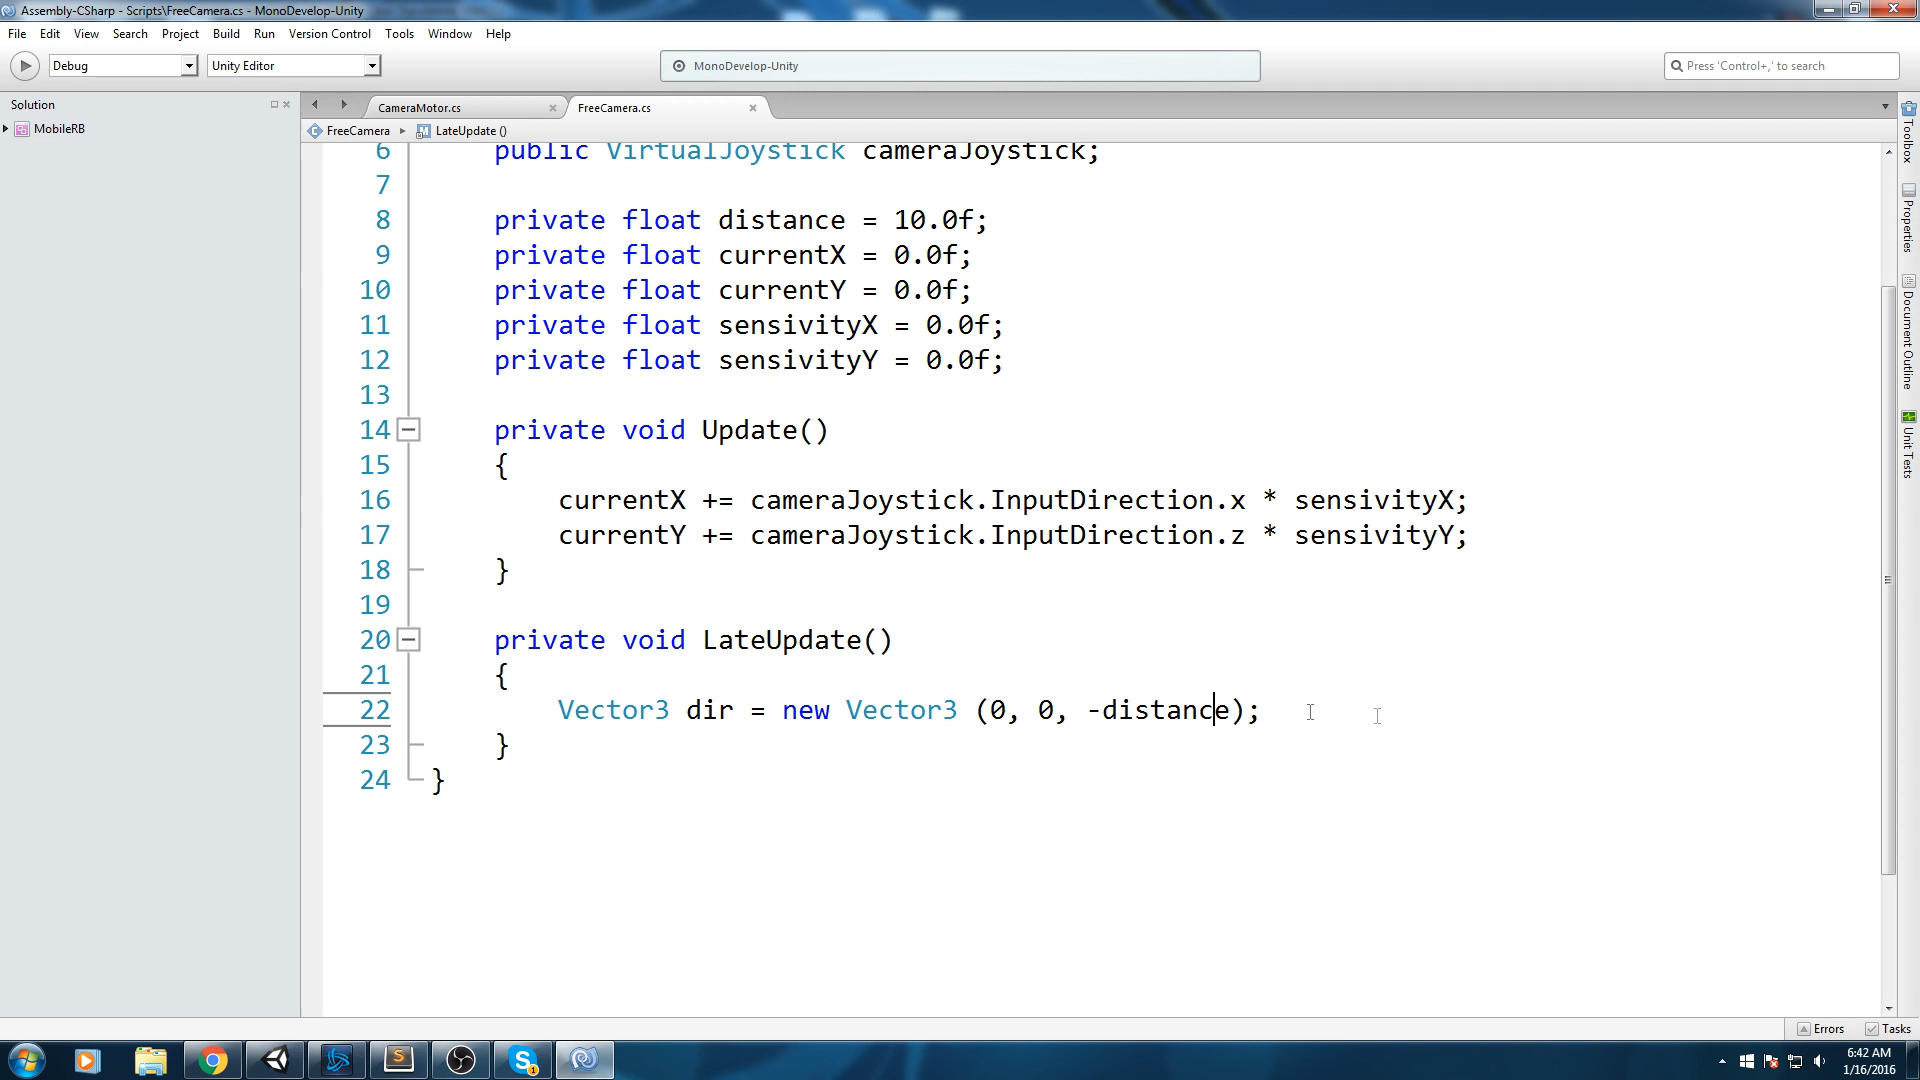 Assembly-CSharp - Scripts\FreeCamera.cs - MonoDevelop-Unity
File Edit View Search Project Build Run Version Control Tools Window Help
Debug Unity Editor MonoDevelop-Unity Press 'Control+,' to search
Solution
MobileRB
CameraMotor.cs FreeCamera.cs
FreeCamera LateUpdate ()
6 public VirtualJoystick cameraJoystick;
7
8 private float distance = 10.0f;
9 private float currentX = 0.0f;
10 private float currentY = 0.0f;
11 private float sensivityX = 0.0f;
12 private float sensivityY = 0.0f;
13
14 private void Update()
15 {
16 currentX += cameraJoystick.InputDirection.x * sensivityX;
17 currentY += cameraJoystick.InputDirection.z * sensivityY;
18 }
19
20 private void LateUpdate()
21 {
22 Vector3 dir = new Vector3 (0, 0, -distance);
23 }
24 }
Toolbox
Properties
Document Outline
Unit Tests
Errors Tasks
6:42 AM
1/16/2016